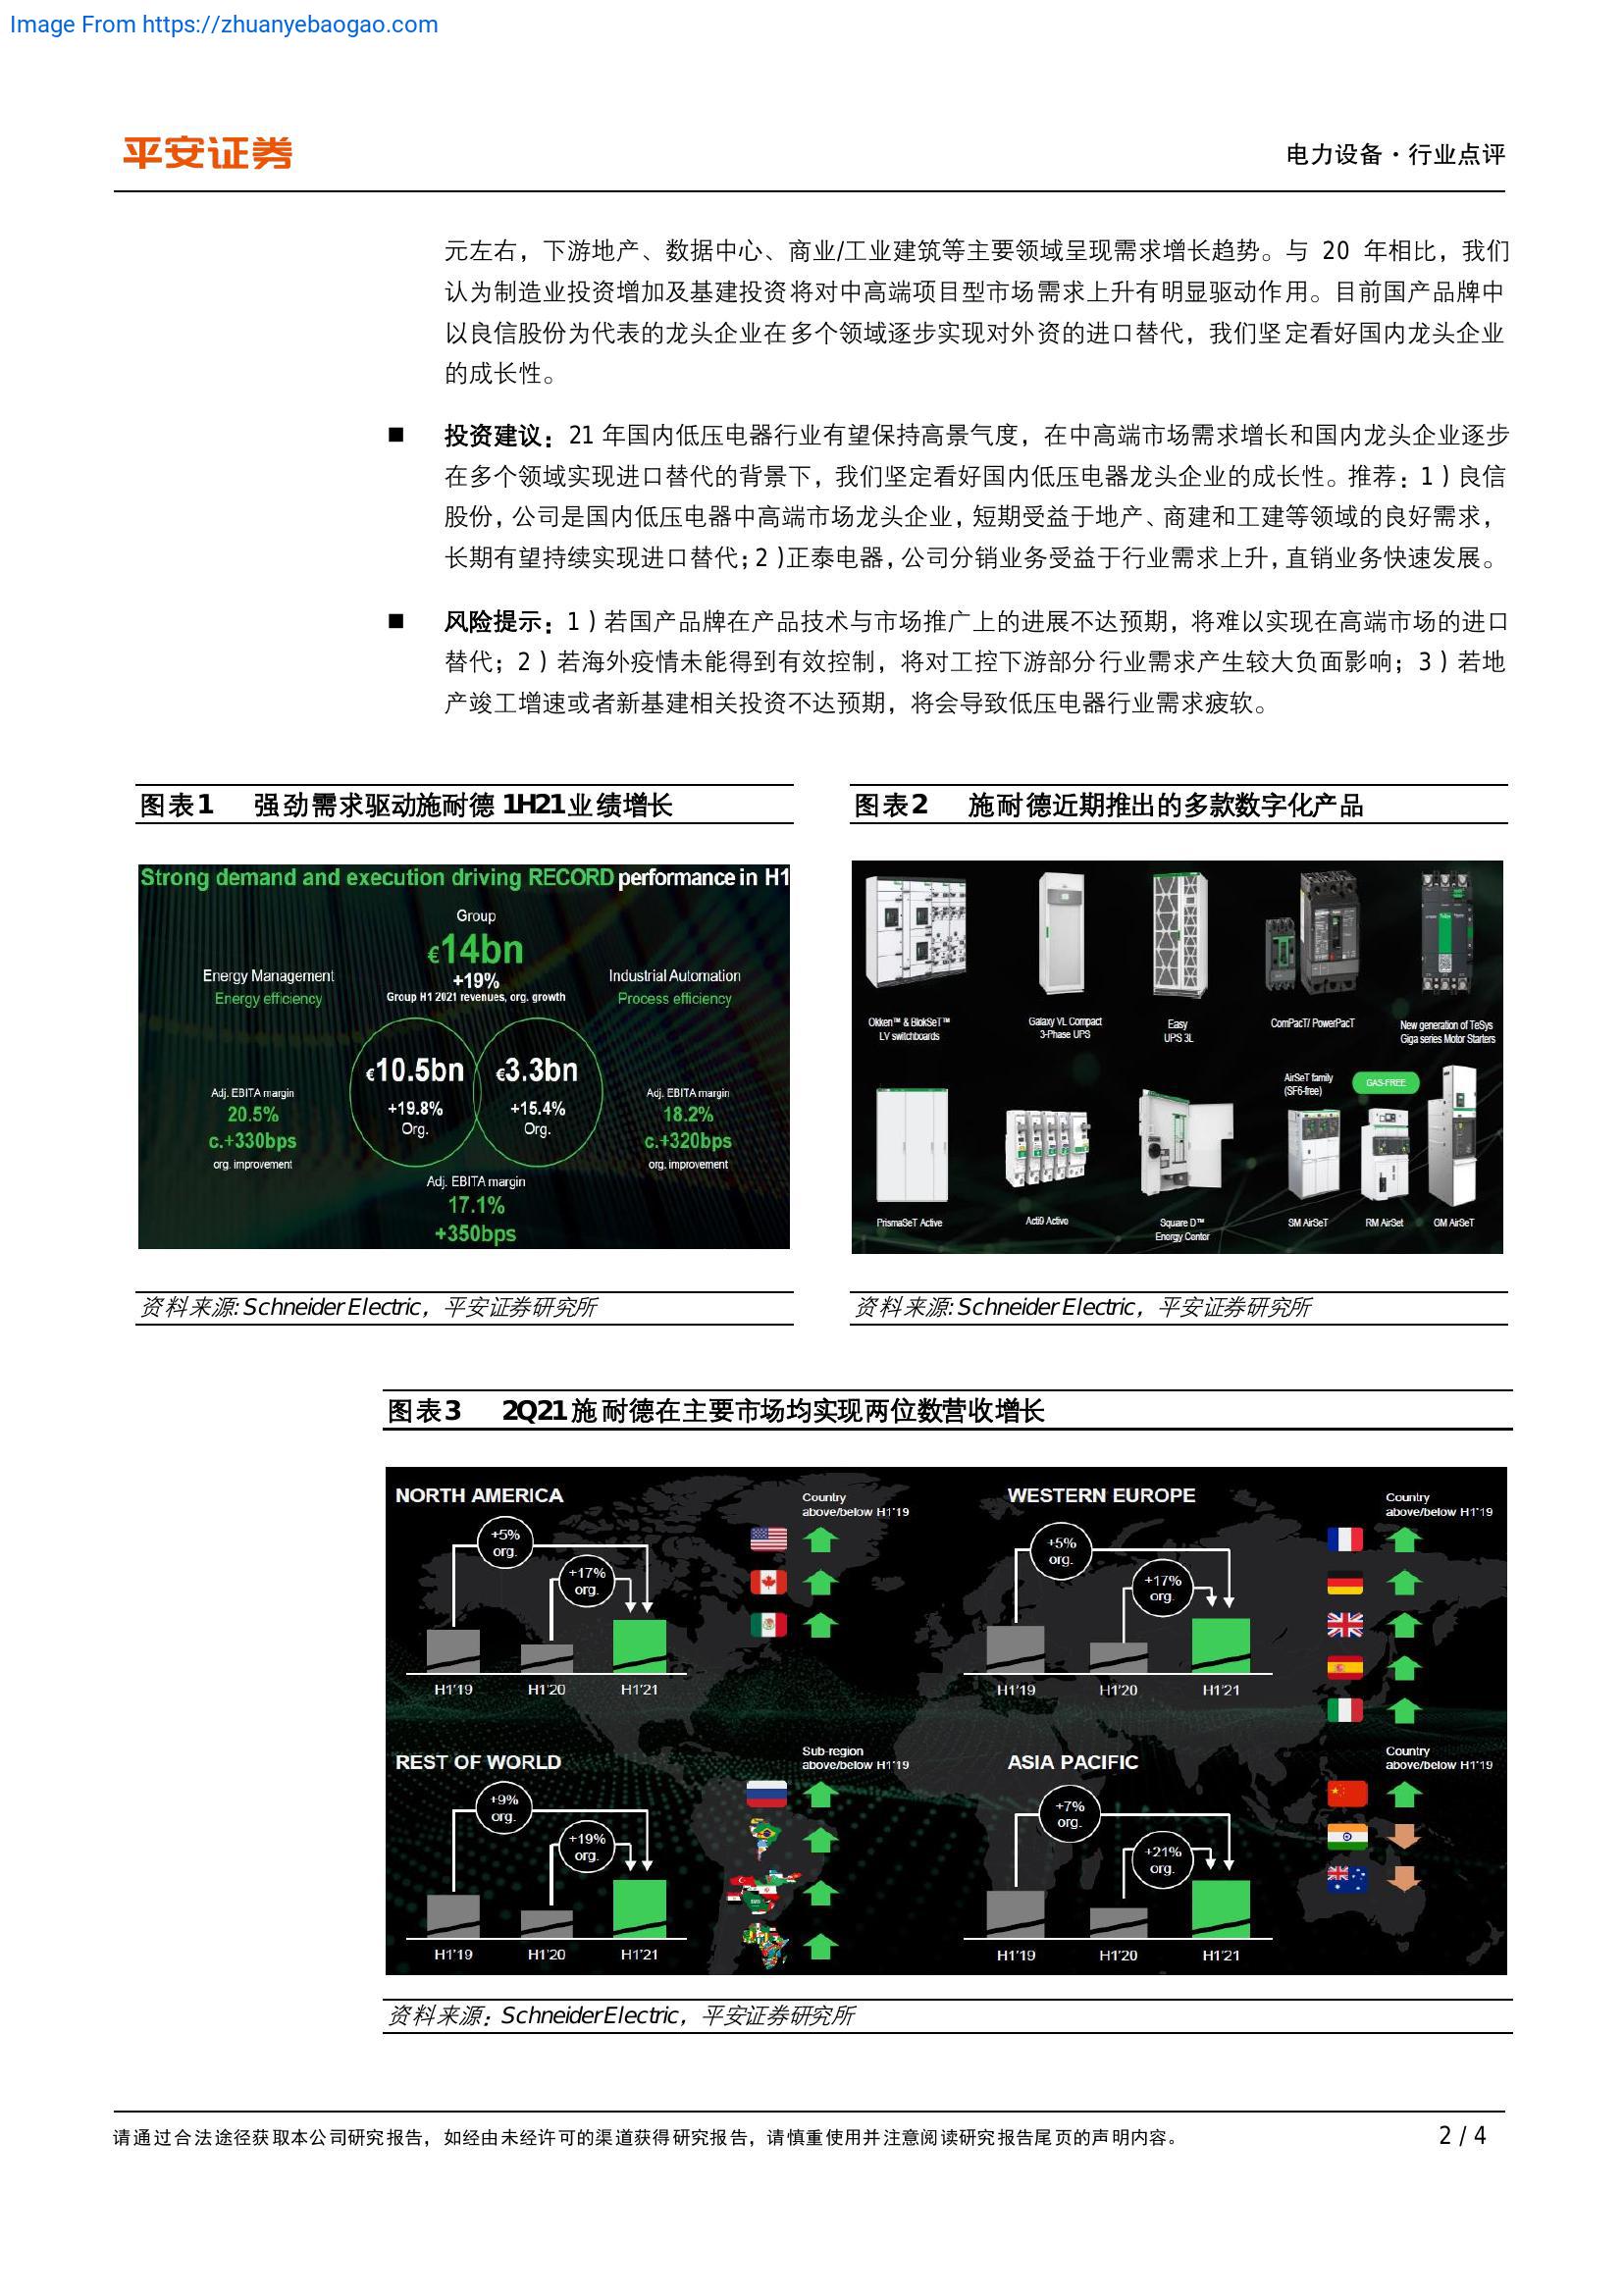 Image From https://zhuanyebaogao.com
平安证券
电力设备·行业点评
元左右，下游地产、数据中心、商业/工业建筑等主要领域呈现需求增长趋势。与 20 年相比，我们
认为制造业投资增加及基建投资将对中高端项目型市场需求上升有明显驱动作用。目前国产品牌中
以良信股份为代表的龙头企业在多个领域逐步实现对外资的进口替代，我们坚定看好国内龙头企业
的成长性。
■ 投资建议：21 年国内低压电器行业有望保持高景气度，在中高端市场需求增长和国内龙头企业逐步
在多个领域实现进口替代的背景下，我们坚定看好国内低压电器龙头企业的成长性。推荐：1）良信
股份，公司是国内低压电器中高端市场龙头企业，短期受益于地产、商建和工建等领域的良好需求，
长期有望持续实现进口替代；2）正泰电器，公司分销业务受益于行业需求上升，直销业务快速发展。
■ 风险提示：1）若国产品牌在产品技术与市场推广上的进展不达预期，将难以实现在高端市场的进口
替代；2）若海外疫情未能得到有效控制，将对工控下游部分行业需求产生较大负面影响；3）若地
产竣工增速或者新基建相关投资不达预期，将会导致低压电器行业需求疲软。
图表1 强劲需求驱动施耐德 1H21 业绩增长
Strong demand and execution driving RECORD performance in H1
Group
€14bn
+19%
Group H1 2021 revenues, org. growth
Energy Management
Energy efficiency
Industrial Automation
Process efficiency
€10.5bn
+19.8%
Org.
€3.3bn
+15.4%
Org.
Adj. EBITA margin
20.5%
c.+330bps
org. improvement
Adj. EBITA margin
18.2%
c.+320bps
org. improvement
Adj. EBITA margin
17.1%
+350bps
资料来源: Schneider Electric，平安证券研究所
图表2 施耐德近期推出的多款数字化产品
Okken™ & BlokSeT™
LV switchboards
Galaxy VL Compact
3-Phase UPS
Easy
UPS 3L
ComPacT/ PowerPacT
New generation of TeSys
Giga series Motor Starters
AirSeT family
(SF6-free)
GAS-FREE
PrismaSeT Active
Acti9 Active
Square D™
Energy Center
SM AirSeT
RM AirSet
GM AirSeT
资料来源: Schneider Electric，平安证券研究所
图表3 2Q21 施耐德在主要市场均实现两位数营收增长
NORTH AMERICA
+5%
org.
+17%
org.
H1'19
H1'20
H1'21
Country
above/below H1'19
WESTERN EUROPE
+5%
org.
+17%
org.
H1'19
H1'20
H1'21
Country
above/below H1'19
REST OF WORLD
+9%
org.
+19%
org.
H1'19
H1'20
H1'21
Sub-region
above/below H1'19
ASIA PACIFIC
+7%
org.
+21%
org.
H1'19
H1'20
H1'21
Country
above/below H1'19
资料来源：Schneider Electric，平安证券研究所
请通过合法途径获取本公司研究报告，如经由未经许可的渠道获得研究报告，请慎重使用并注意阅读研究报告尾页的声明内容。
2 / 4